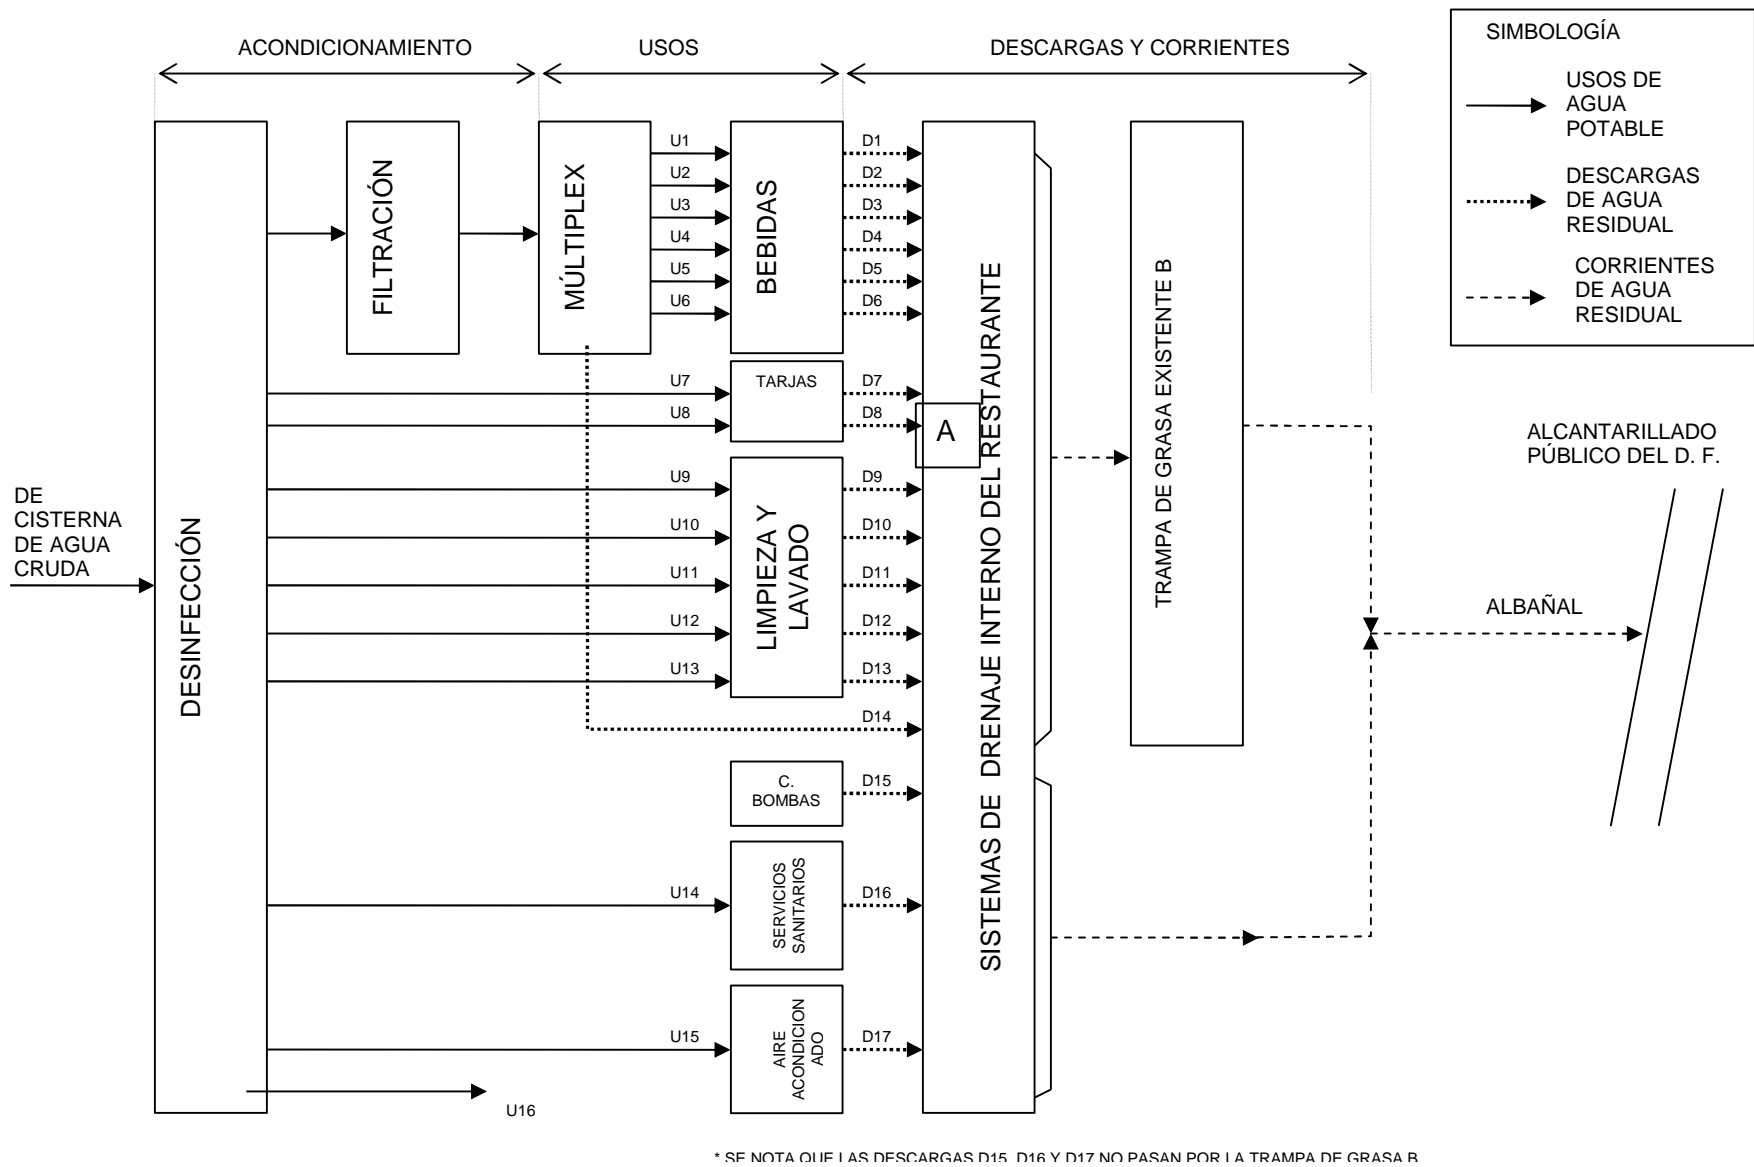 ACONDICIONAMIENTO
USOS
DESCARGAS Y CORRIENTES
SIMBOLOGÍA
USOS DE
AGUA
POTABLE
DESCARGAS
DE AGUA
RESIDUAL
CORRIENTES
DE AGUA
RESIDUAL
DE
CISTERNA
DE AGUA
CRUDA
DESINFECCIÓN
FILTRACIÓN
MÚLTIPLEX
U1
U2
U3
U4
U5
U6
BEBIDAS
D1
D2
D3
D4
D5
D6
U7
U8
TARJAS
D7
D8
A
U9
U10
U11
U12
U13
LIMPIEZA Y
LAVADO
D9
D10
D11
D12
D13
D14
C.
BOMBAS
D15
U14
SERVICIOS
SANITARIOS
D16
U15
AIRE
ACONDICION
ADO
D17
U16
SISTEMAS DE DRENAJE INTERNO DEL RESTAURANTE
TRAMPA DE GRASA EXISTENTE B
ALBAÑAL
ALCANTARILLADO
PÚBLICO DEL D. F.
* SE NOTA QUE LAS DESCARGAS D15, D16 Y D17 NO PASAN POR LA TRAMPA DE GRASA B